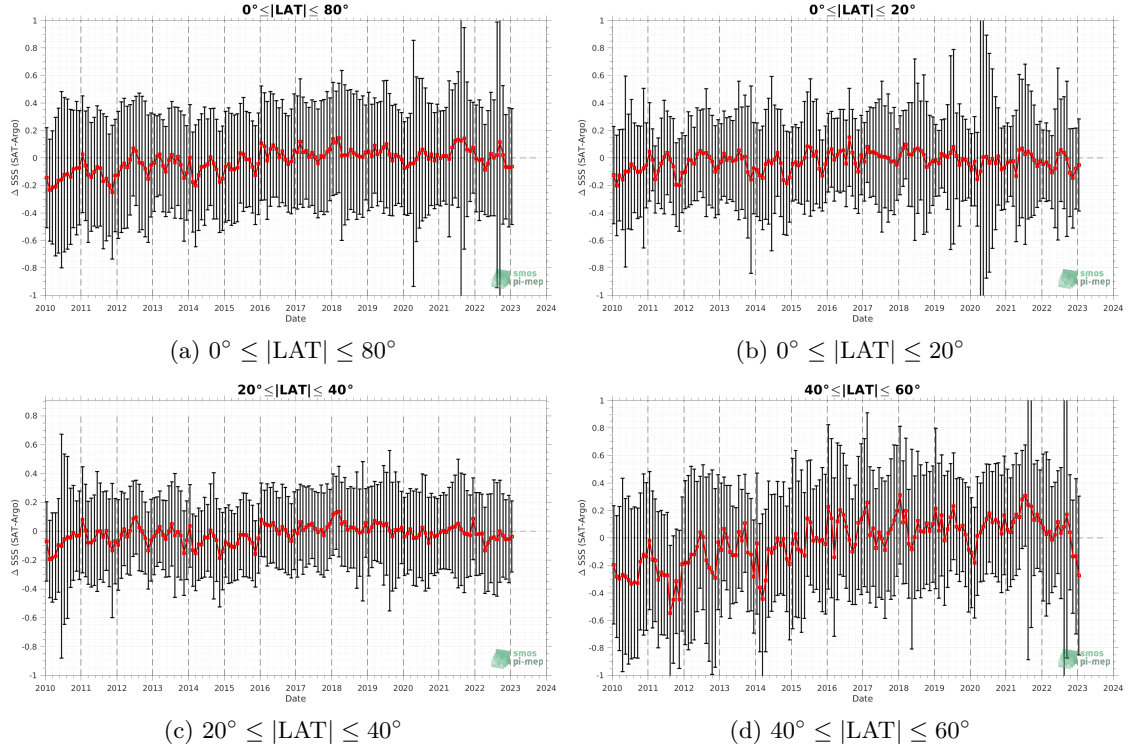 0°≤|LAT|≤ 80°
Δ SSS (SAT-Argo)
1
0.8
0.6
0.4
0.2
0
-0.2
-0.4
-0.6
-0.8
-1
2010 2011 2012 2013 2014 2015 2016 2017 2018 2019 2020 2021 2022 2023 2024
Date
smos
pi-mep
(a) 0° ≤ |LAT| ≤ 80°
0°≤|LAT|≤ 20°
Δ SSS (SAT-Argo)
1
0.8
0.6
0.4
0.2
0
-0.2
-0.4
-0.6
-0.8
-1
2010 2011 2012 2013 2014 2015 2016 2017 2018 2019 2020 2021 2022 2023 2024
Date
smos
pi-mep
(b) 0° ≤ |LAT| ≤ 20°
20°≤|LAT|≤ 40°
Δ SSS (SAT-Argo)
0.8
0.6
0.4
0.2
0
-0.2
-0.4
-0.6
-0.8
-1
2010 2011 2012 2013 2014 2015 2016 2017 2018 2019 2020 2021 2022 2023 2024
Date
smos
pi-mep
(c) 20° ≤ |LAT| ≤ 40°
40°≤|LAT|≤ 60°
Δ SSS (SAT-Argo)
1
0.8
0.6
0.4
0.2
0
-0.2
-0.4
-0.6
-0.8
-1
2010 2011 2012 2013 2014 2015 2016 2017 2018 2019 2020 2021 2022 2023 2024
Date
smos
pi-mep
(d) 40° ≤ |LAT| ≤ 60°